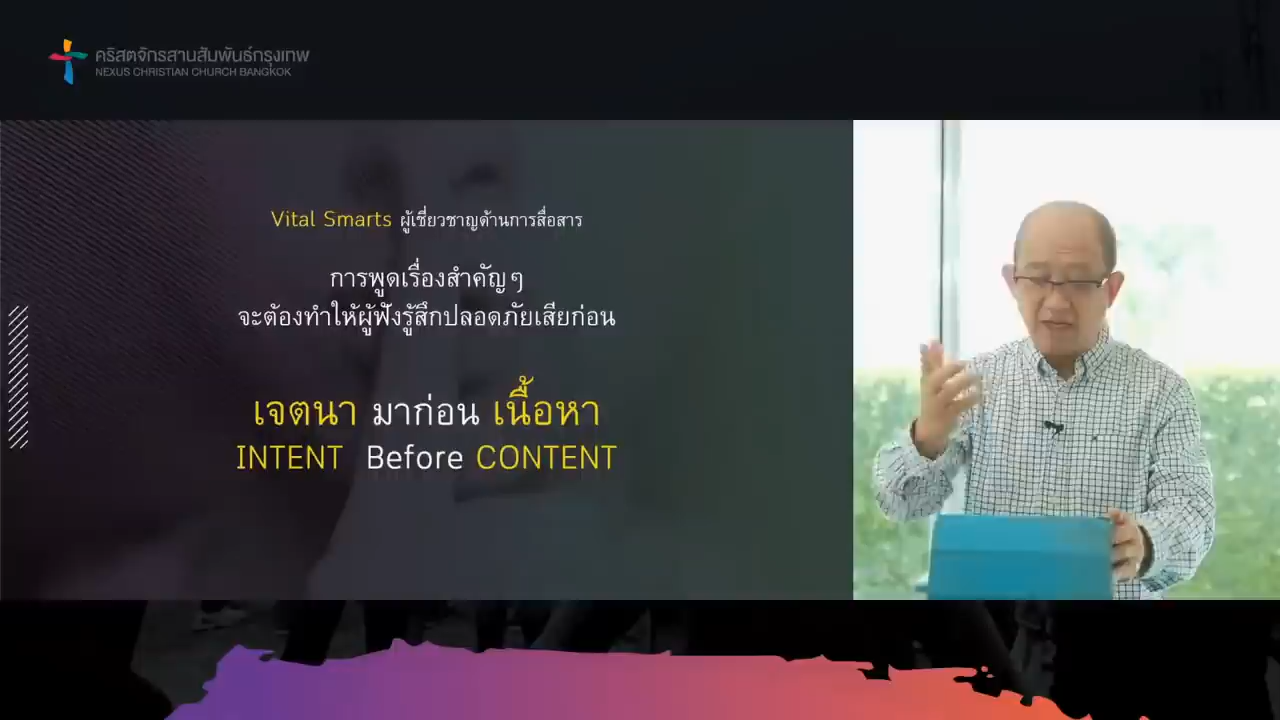 คริสตจักรสานสัมพันธ์กรุงเทพ
NEXUS CHRISTIAN CHURCH BANGKOK
Vital Smarts ผู้เชี่ยวชาญด้านการสื่อสาร
การพูดเรื่องสำคัญๆ
จะต้องทำให้ผู้ฟังรู้สึกปลอดภัยเสียก่อน
เจตนา มาก่อน เนื้อหา
INTENT Before CONTENT